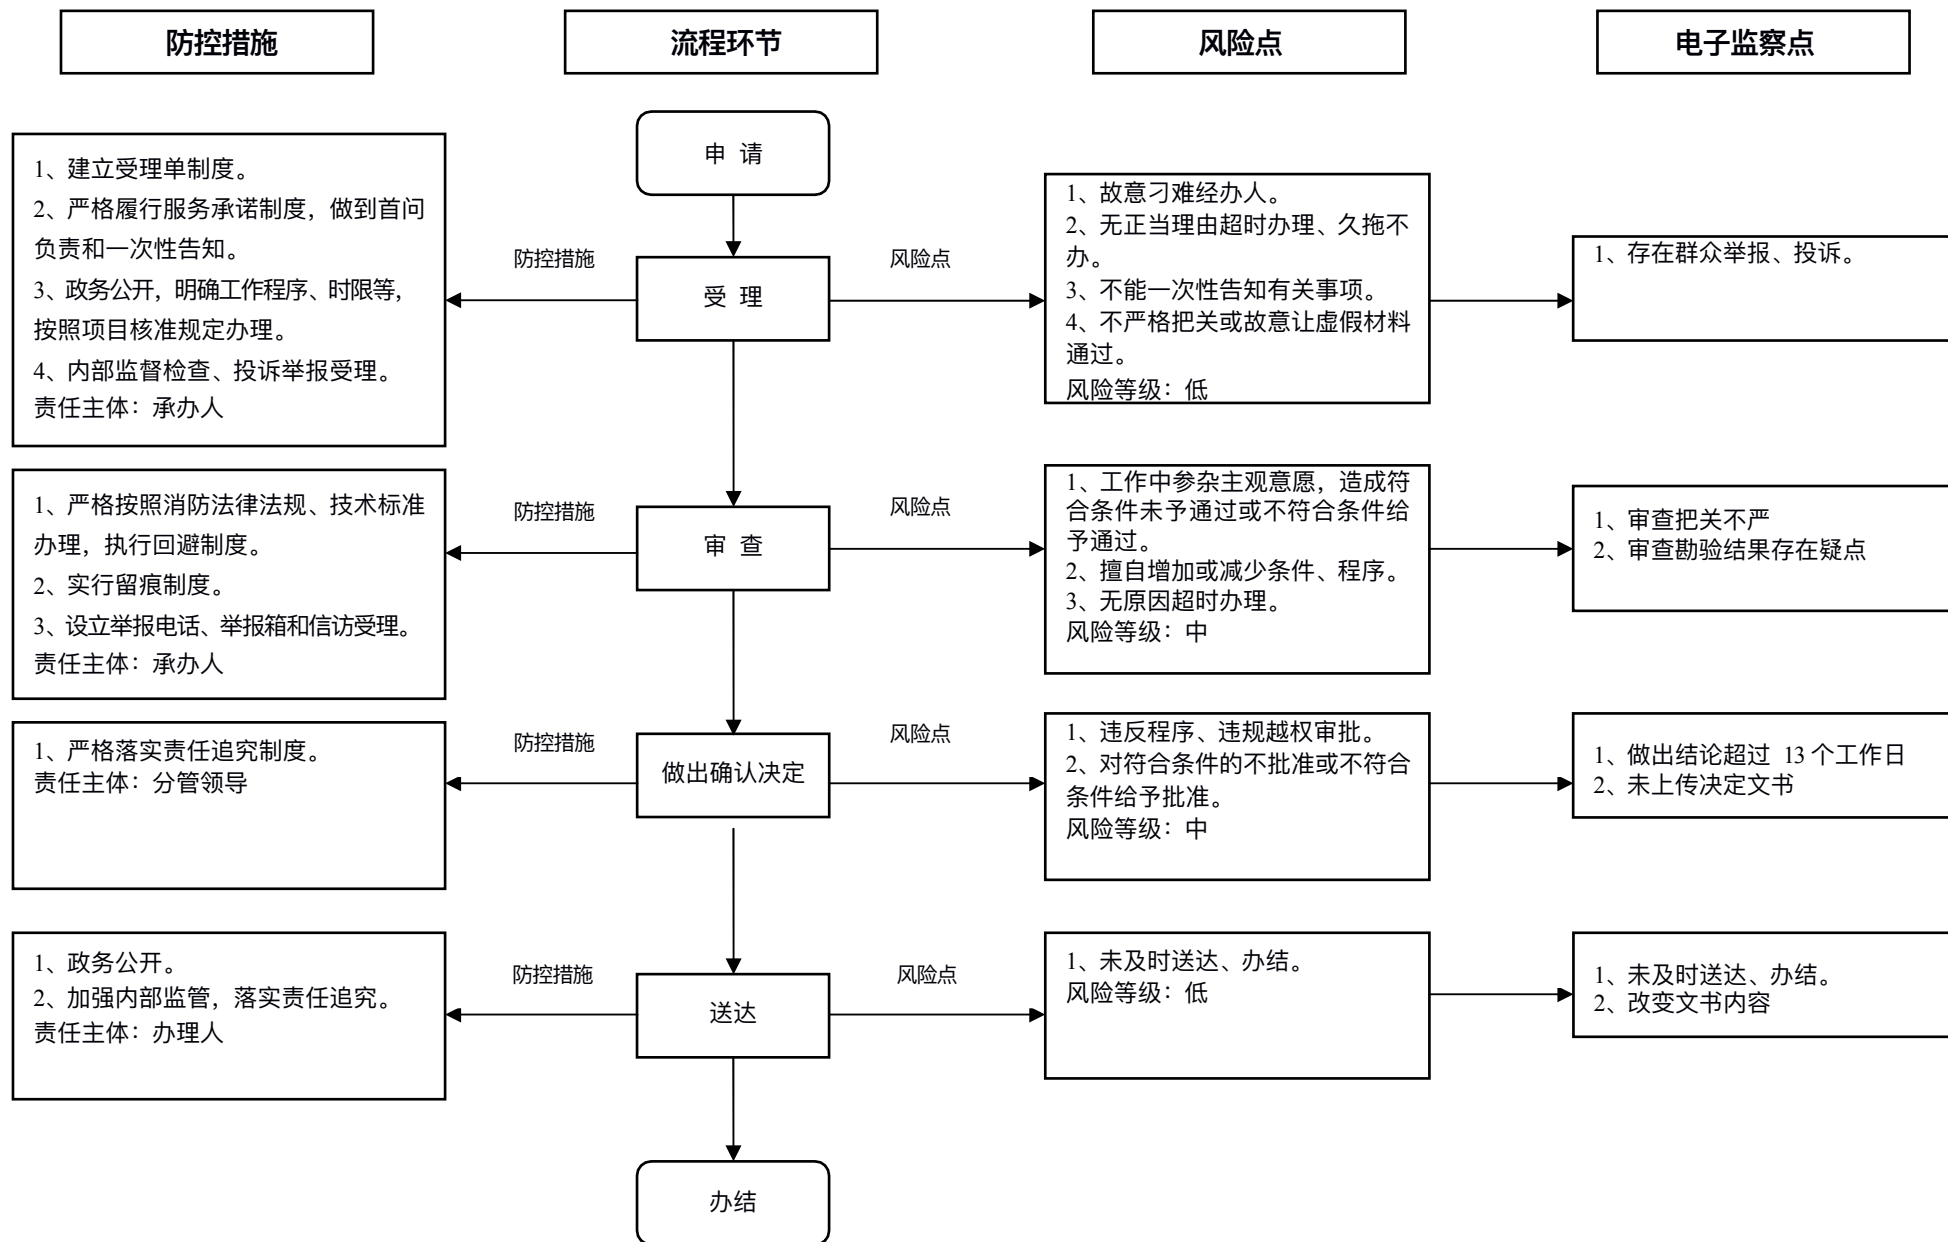 防控措施
流程环节
风险点
电子监察点
申 请
1、建立受理单制度。
2、严格履行服务承诺制度，做到首问
负责和一次性告知。
3、政务公开，明确工作程序、时限等，
按照项目核准规定办理。
4、内部监督检查、投诉举报受理。
责任主体：承办人
防控措施
受 理
风险点
1、故意刁难经办人。
2、无正当理由超时办理、久拖不
办。
3、不能一次性告知有关事项。
4、不严格把关或故意让虚假材料
通过。
风险等级：低
1、存在群众举报、投诉。
1、严格按照消防法律法规、技术标准
办理，执行回避制度。
2、实行留痕制度。
3、设立举报电话、举报箱和信访受理。
责任主体：承办人
防控措施
审 查
风险点
1、工作中参杂主观意愿，造成符
合条件未予通过或不符合条件给
予通过。
2、擅自增加或减少条件、程序。
3、无原因超时办理。
风险等级：中
1、审查把关不严
2、审查勘验结果存在疑点
1、严格落实责任追究制度。
责任主体：分管领导
防控措施
做出确认决定
风险点
1、违反程序、违规越权审批。
2、对符合条件的不批准或不符合
条件给予批准。
风险等级：中
1、做出结论超过 13 个工作日
2、未上传决定文书
1、政务公开。
2、加强内部监管，落实责任追究。
责任主体：办理人
防控措施
送达
风险点
1、未及时送达、办结。
风险等级：低
1、未及时送达、办结。
2、改变文书内容
办结